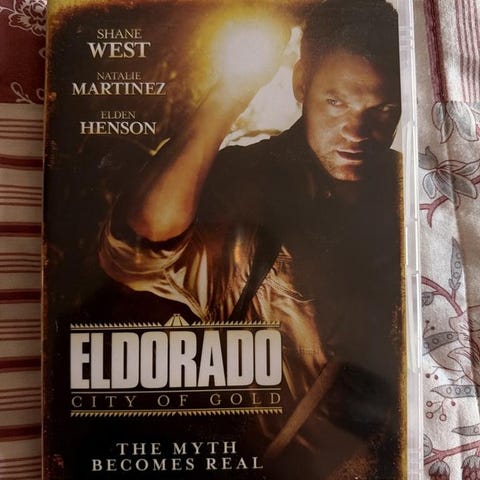 SHANE
WEST
NATALIE
MARTINEZ
ELDEN
HENSON
ELDORADO
CITY OF GOLD
THE MYTH
BECOMES REAL